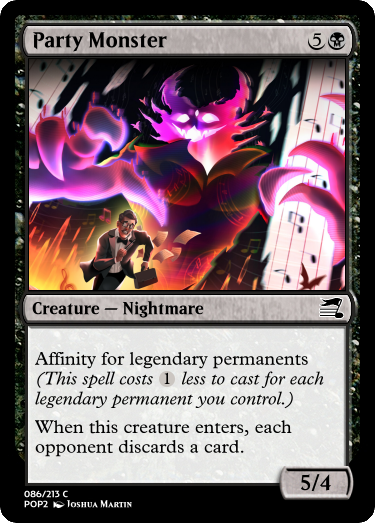 Party Monster 5
Creature — Nightmare
Affinity for legendary permanents
(This spell costs 1 less to cast for each
legendary permanent you control.)
When this creature enters, each
opponent discards a card.
5/4
086/213 C
POP2 Joshua Martin